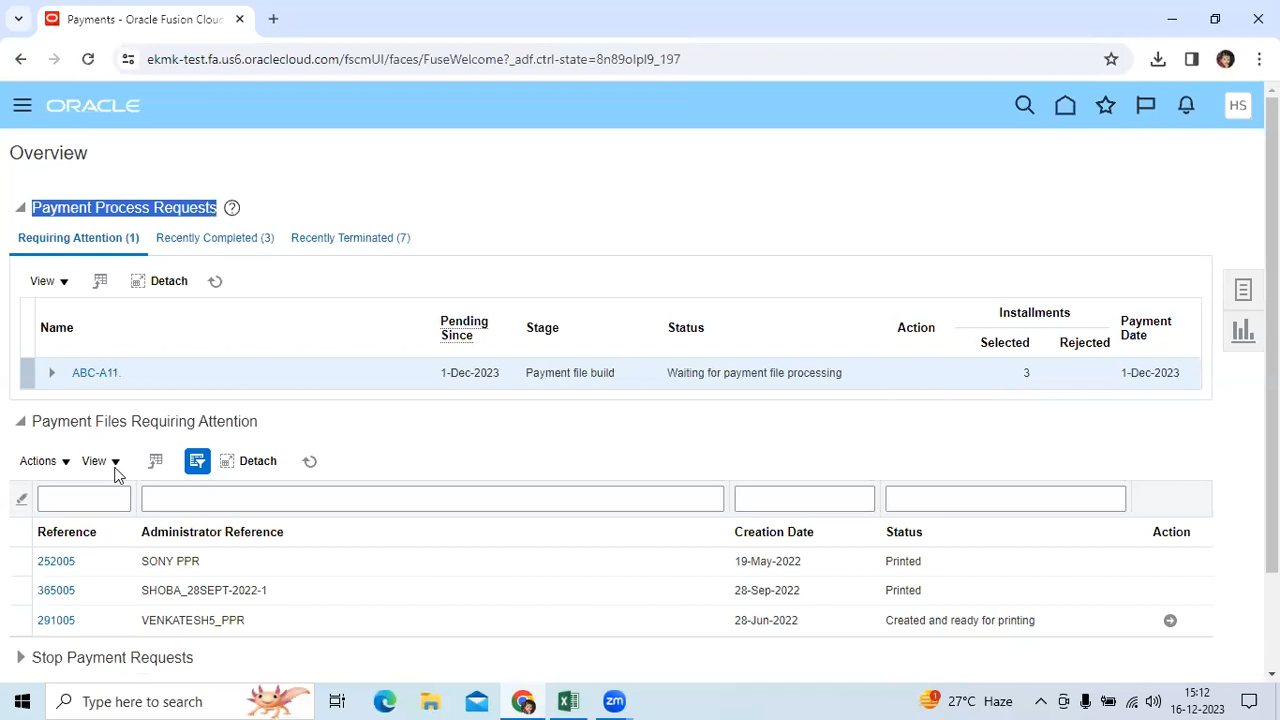 Payments - Oracle Fusion Clou
ekmk-test.fa.us6.oraclecloud.com/fscmUI/faces/FuseWelcome?_adf.ctrl-state=8n89olpl9_197
ORACLE
HS
Overview
Payment Process Requests
Requiring Attention (1) Recently Completed (3) Recently Terminated (7)
View Detach
Name Pending Since Stage Status Action Installments Selected Rejected Payment Date
ABC-A11. 1-Dec-2023 Payment file build Waiting for payment file processing 3 1-Dec-2023
Payment Files Requiring Attention
Actions View Detach
Reference Administrator Reference Creation Date Status Action
252005 SONY PPR 19-May-2022 Printed
365005 SHOBA_28SEPT-2022-1 28-Sep-2022 Printed
291005 VENKATESH5_PPR 28-Jun-2022 Created and ready for printing
Stop Payment Requests
Type here to search
zm
1
27°C Haze
15:12
16-12-2023